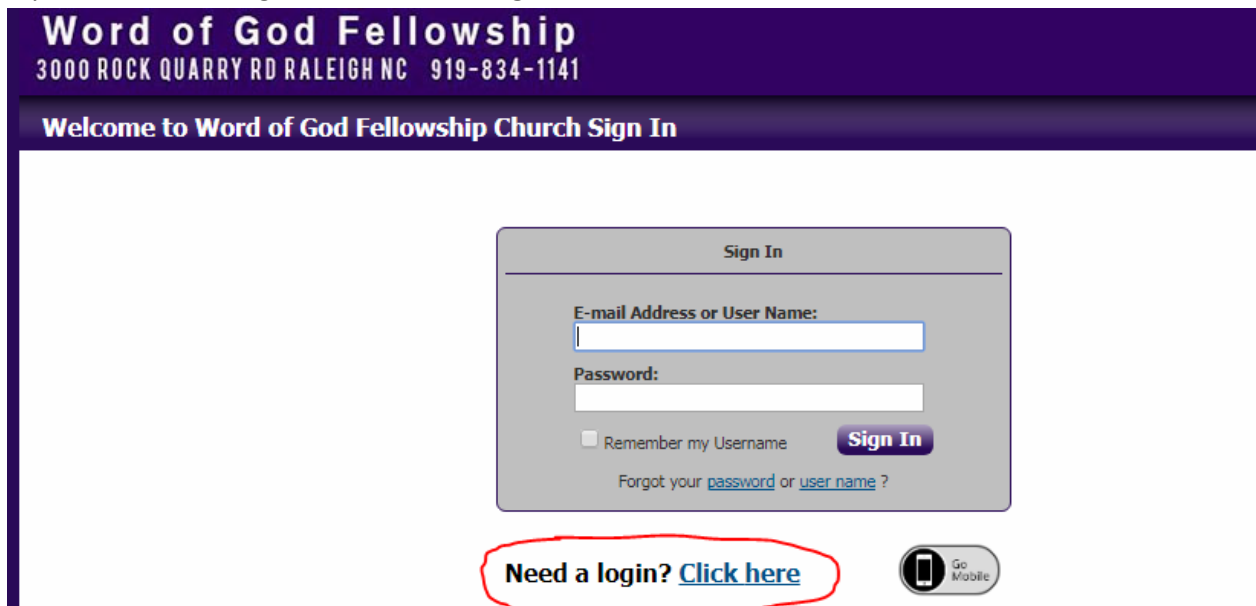 Word of God Fellowship
3000 ROCK QUARRY RD RALEIGH NC 919-834-1141
Welcome to Word of God Fellowship Church Sign In
Sign In
E-mail Address or User Name:
Password:
Remember my Username Sign In
Forgot your password or user name ?
Need a login? Click here
Go
Mobile